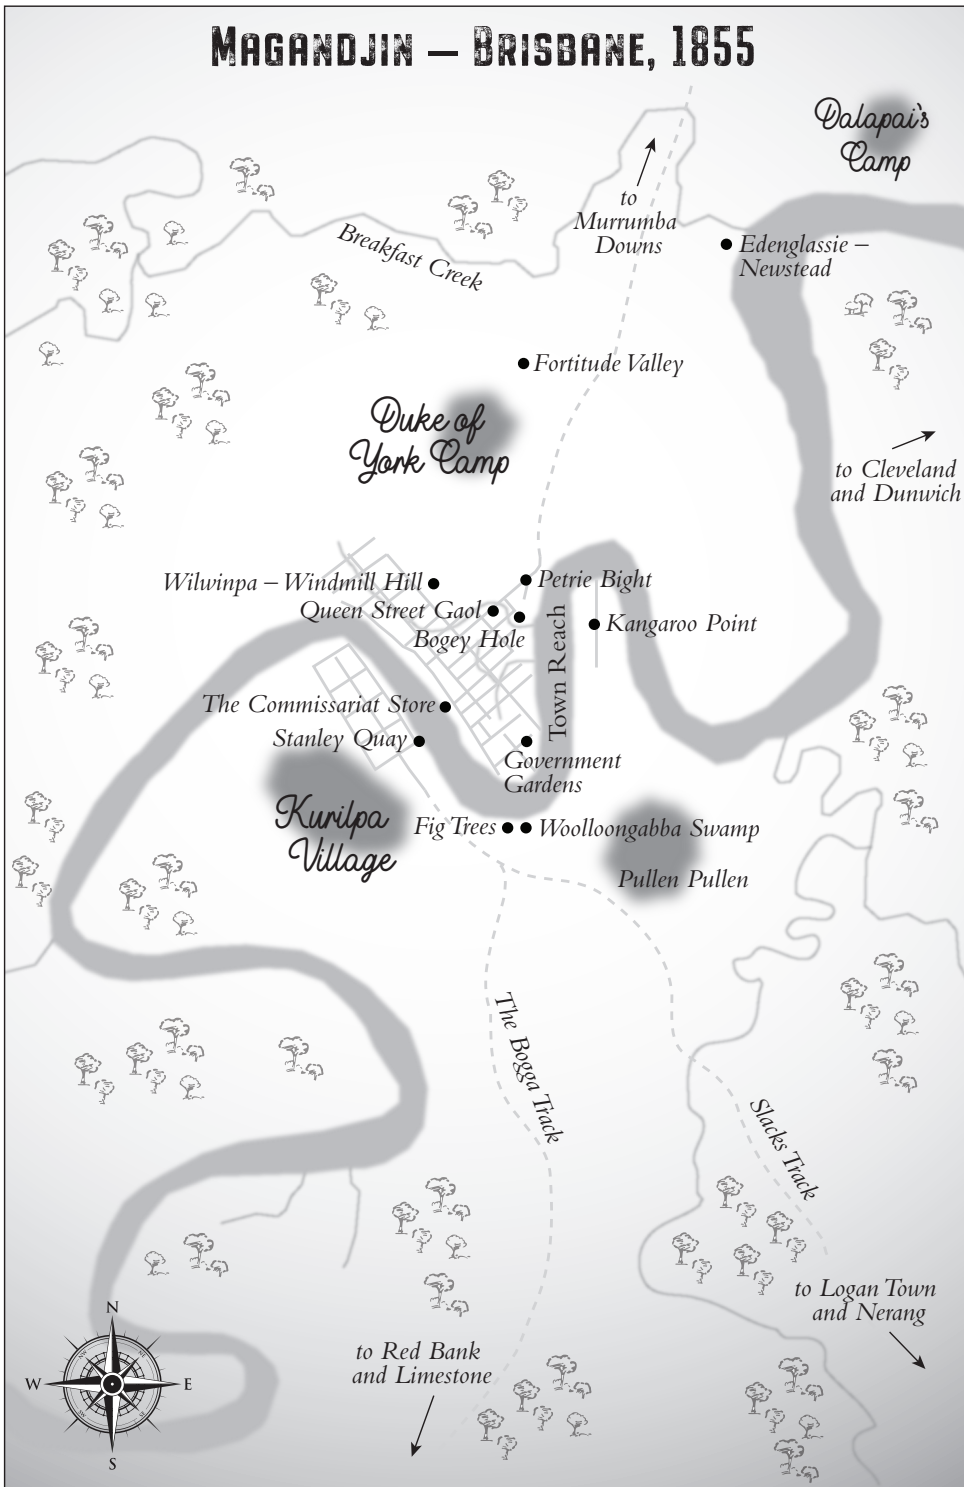 MAGANDJIN — BRISBANE, 1855
Dalapai's
Camp
to
Murrumba
Downs
Edenglassie –
Newstead
Breakfast Creek
Fortitude Valley
Duke of
York Camp
to Cleveland
and Dunwich
Wilwinpa – Windmill Hill
Petrie Bight
Queen Street Gaol
Bogey Hole
Kangaroo Point
Town Reach
The Commissariat Store
Stanley Quay
Government
Gardens
Kurilpa
Village
Fig Trees
Woolloongabba Swamp
Pullen Pullen
The Bogga Track
Slacks Track
to Logan Town
and Nerang
to Red Bank
and Limestone
N
W
E
S